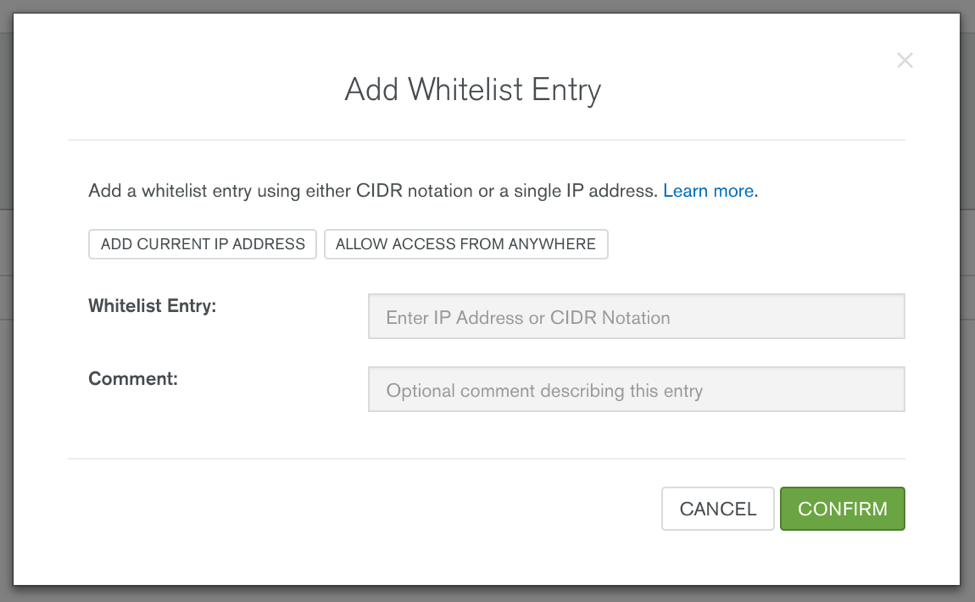 Add Whitelist Entry
Add a whitelist entry using either CIDR notation or a single IP address. Learn more.
ADD CURRENT IP ADDRESS ALLOW ACCESS FROM ANYWHERE
Whitelist Entry: Enter IP Address or CIDR Notation
Comment: Optional comment describing this entry
CANCEL CONFIRM